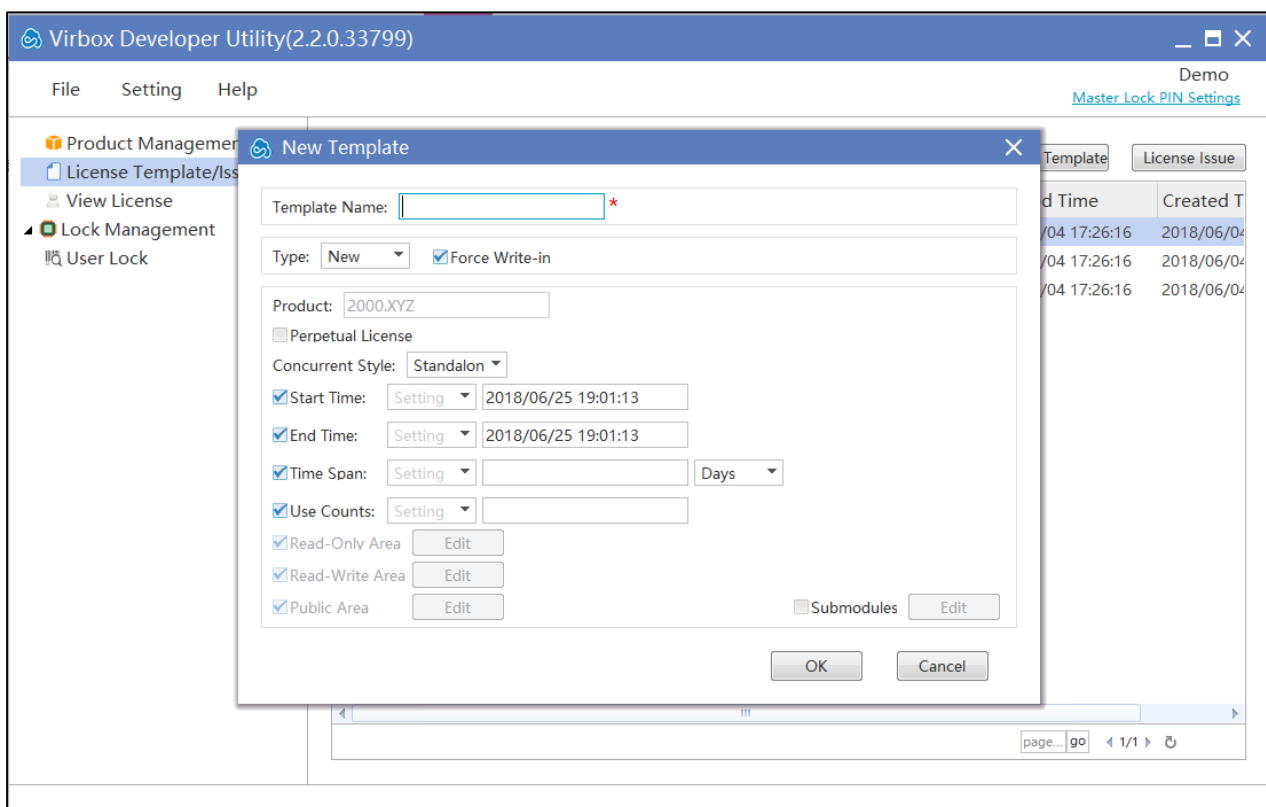 Virbox Developer Utility(2.2.0.33799)
File Setting Help
Demo
Master Lock PIN Settings
Product Managemer
License Template/Iss
View License
Lock Management
User Lock
Template License Issue
d Time Created T
/04 17:26:16 2018/06/04
/04 17:26:16 2018/06/04
/04 17:26:16 2018/06/04
New Template
Template Name: *
Type: New Force Write-in
Product: 2000.XYZ
Perpetual License
Concurrent Style: Standalon
Start Time: Setting 2018/06/25 19:01:13
End Time: Setting 2018/06/25 19:01:13
Time Span: Setting Days
Use Counts: Setting
Read-Only Area Edit
Read-Write Area Edit
Public Area Edit Submodules Edit
OK Cancel
page... go 1/1